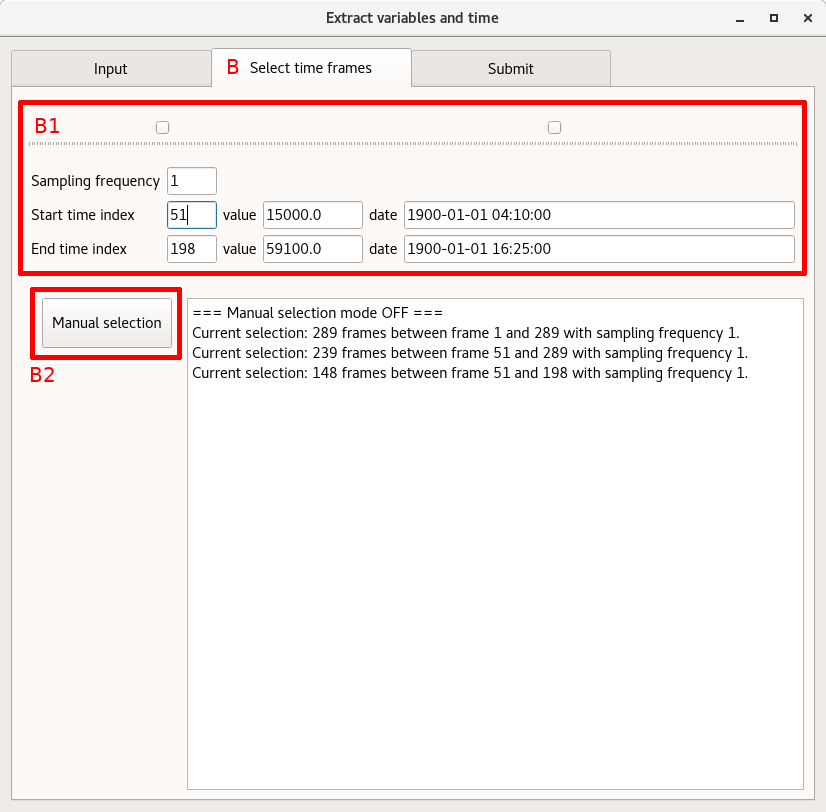 Extract variables and time
Input B Select time frames Submit
B1
Sampling frequency 1
Start time index 51 value 15000.0 date 1900-01-01 04:10:00
End time index 198 value 59100.0 date 1900-01-01 16:25:00
Manual selection
B2
=== Manual selection mode OFF ===
Current selection: 289 frames between frame 1 and 289 with sampling frequency 1.
Current selection: 239 frames between frame 51 and 289 with sampling frequency 1.
Current selection: 148 frames between frame 51 and 198 with sampling frequency 1.